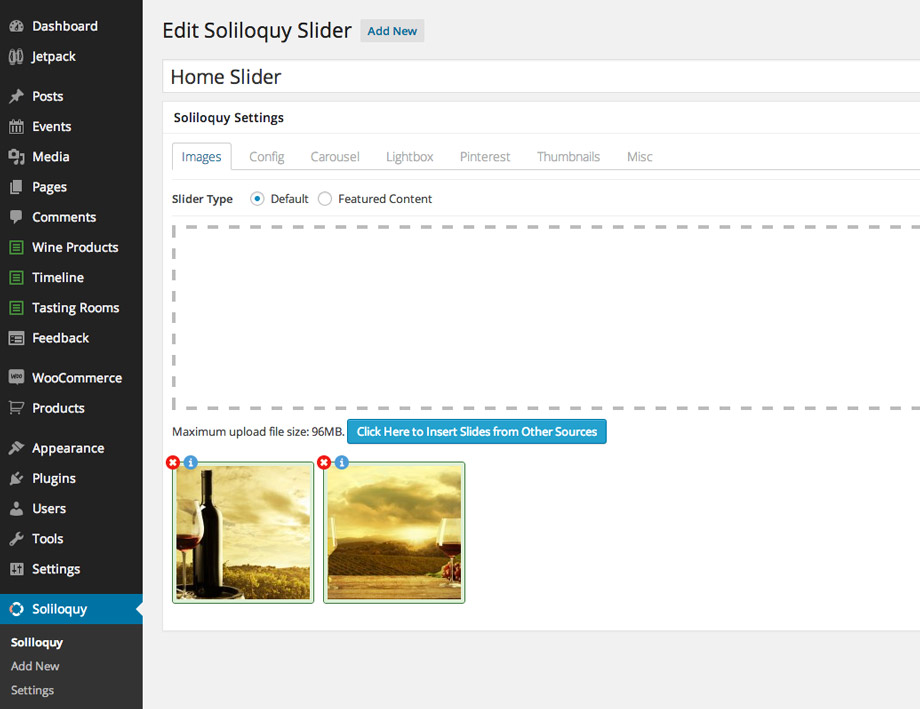 Dashboard
Jetpack
Posts
Events
Media
Pages
Comments
Wine Products
Timeline
Tasting Rooms
Feedback
WooCommerce
Products
Appearance
Plugins
Users
Tools
Settings
Soliloquy
Soliloquy
Add New
Settings
Edit Soliloquy Slider Add New
Home Slider
Soliloquy Settings
Images Config Carousel Lightbox Pinterest Thumbnails Misc
Slider Type Default Featured Content
Maximum upload file size: 96MB. Click Here to Insert Slides from Other Sources